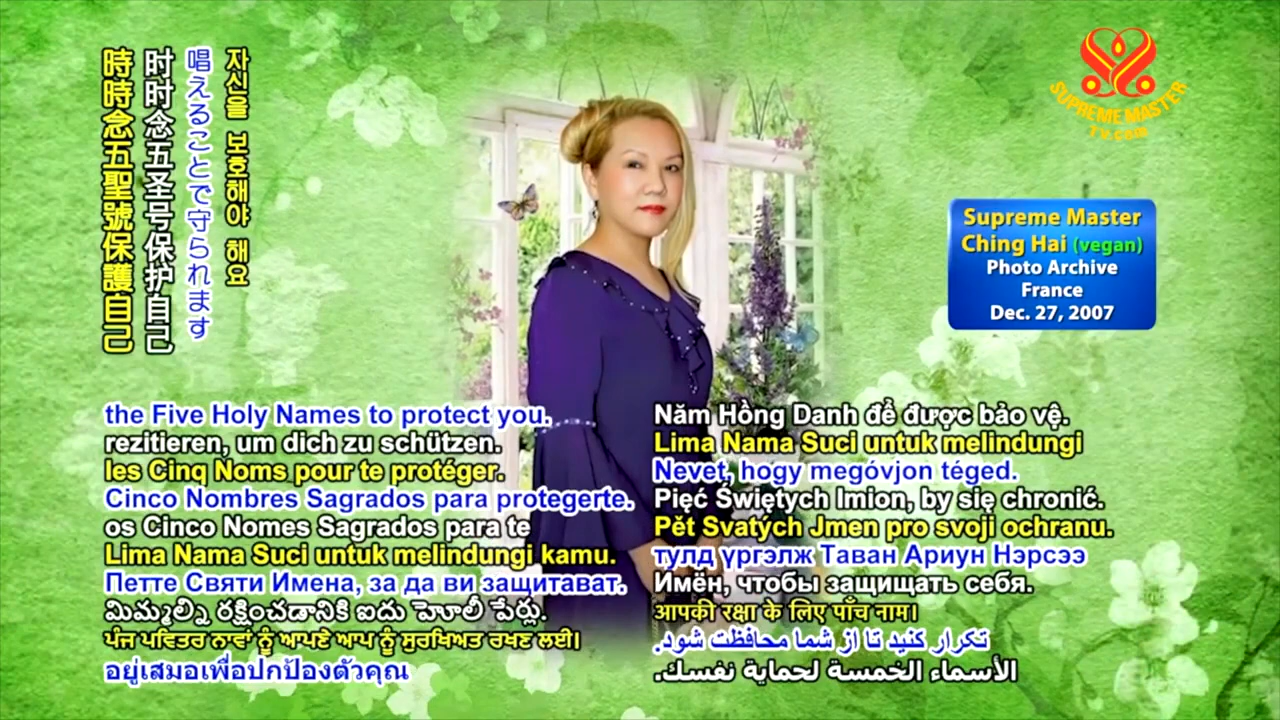 時時念五聖號保護自己
时时念五圣号保护自己
唱えることで守られます
자신을 보호해야 해요
SUPREME MASTER
TV.com
Supreme Master
Ching Hai (vegan)
Photo Archive
France
Dec. 27, 2007
the Five Holy Names to protect you.
rezitieren, um dich zu schützen.
les Cinq Noms pour te protéger.
Cinco Nombres Sagrados para protegerte.
os Cinco Nomes Sagrados para te
Lima Nama Suci untuk melindungi kamu.
Петте Святи Имена, за да ви защитават.
మిమ్మల్ని రక్షించడానికి ఐదు హెూలీ పేర్లు.
ਪੰਜ ਪਵਿਤਰ ਨਾਵਾਂ ਨੂੰ ਆਪਣੇ ਆਪ ਨੂੰ ਸੁਰਖਿਅਤ ਰਖਣ ਲਈ।
อยู่เสมอเพื่อปกป้องตัวคุณ
Năm Hồng Danh để được bảo vệ.
Lima Nama Suci untuk melindungi
Nevet, hogy megóvjon téged.
Pięć Świętych Imion, by się chronić.
Pět Svatých Jmen pro svoji ochranu.
тулд үргэлж Таван Ариун Нэрсээ
Имён, чтобы защищать себя.
आपकी रक्षा के लिए पाँच नाम।
تکرار کنید تا از شما محافظت شود.
الأسماء الخمسة لحماية نفسك.